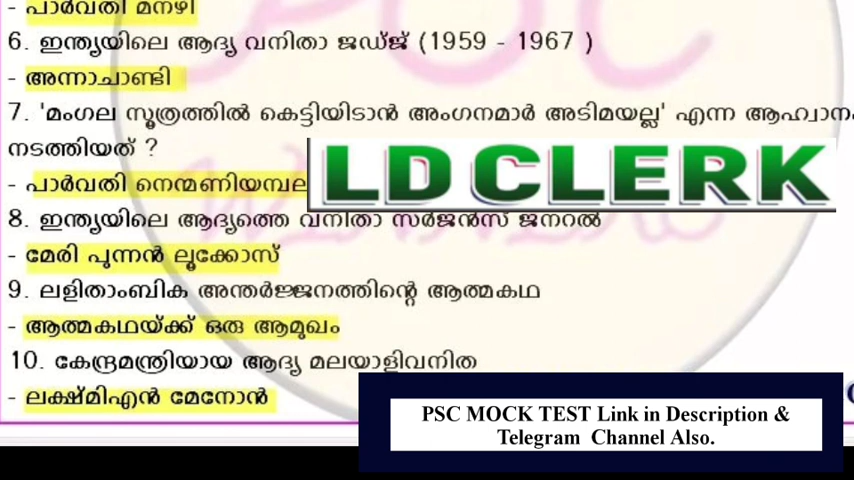 - പാർവതി മനഴി
6. ഇന്ത്യയിലെ ആദ്യ വനിതാ ജഡ്ജ് (1959 - 1967 )
- അന്നാചാണ്ടി
7. 'മംഗല സൂത്രത്തിൽ കെട്ടിയിടാൻ അംഗനമാർ അടിമയല്ല' എന്ന ആഹ്വാനം
നടത്തിയത് ?
- പാർവതി നെന്മണിയമ്പല
LD CLERK
8. ഇന്ത്യയിലെ ആദ്യത്തെ വനിതാ സർജൻസ് ജനറൽ
- മേരി പുന്നൻ ലൂക്കോസ്
9. ലളിതാംബിക അന്തർജ്ജനത്തിന്റെ ആത്മകഥ
- ആത്മകഥയ്ക്ക് ഒരു ആമുഖം
10. കേന്ദ്രമന്ത്രിയായ ആദ്യ മലയാളിവനിത
- ലക്ഷ്മിഎൻ മേനോൻ
PSC MOCK TEST Link in Description &
Telegram Channel Also.